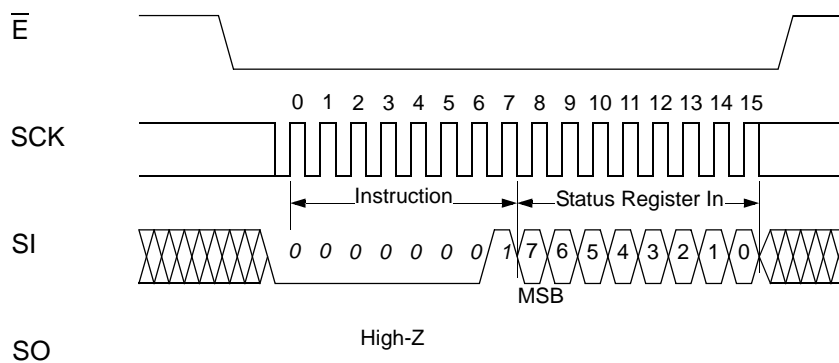 E
SCK
0 1 2 3 4 5 6 7 8 9 10 11 12 13 14 15
Instruction
Status Register In
SI
0 0 0 0 0 0 0 1 7 6 5 4 3 2 1 0
MSB
High-Z
SO